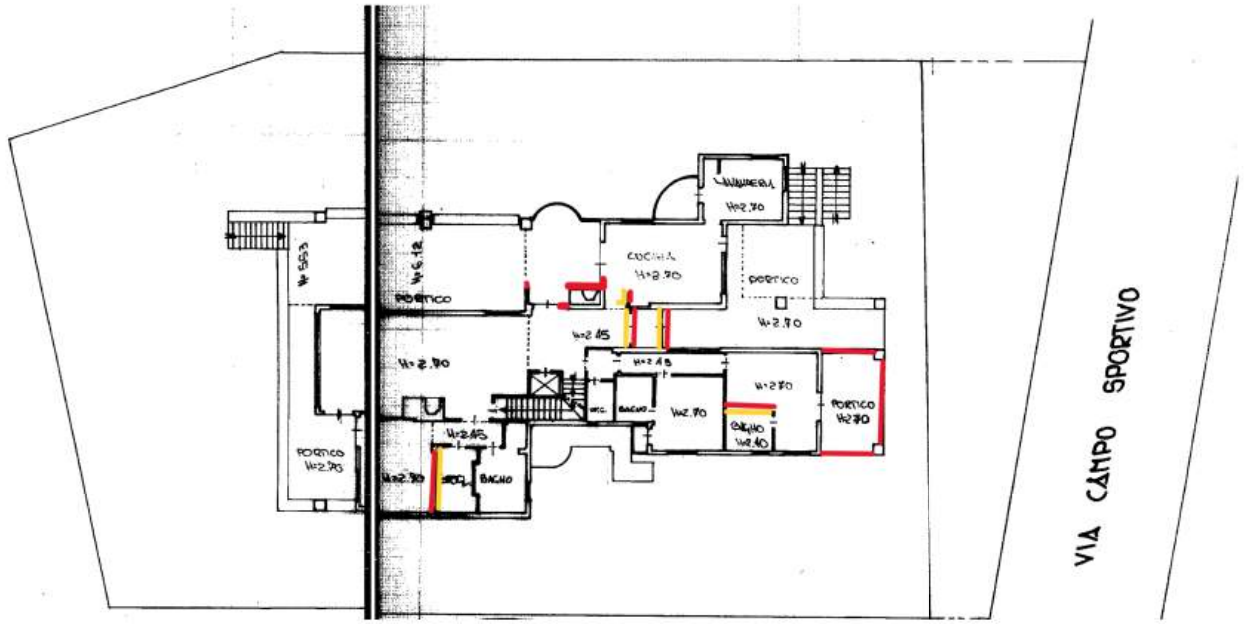 LAVANDERIA
H=2.70
H=5.53
H=6.12
CUCINA
H=2.70
PORTICO
PORTICO
H=2.70
H=2.15
H=2.70
H=2.15
H=2.70
H=2.70
PORTICO
H=2.70
W.C.
BAGNO
BAGNO
H=2.40
H=2.15
PORTICO
H=2.70
H=2.70
BAGNO
VIA CAMPO SPORTIVO